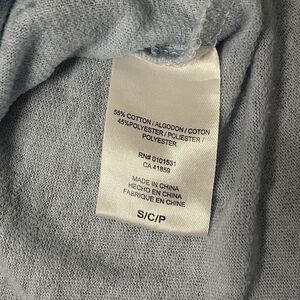 55% COTTON / ALGODON / COTON
45%POLYESTER / POLIESTER /
POLYESTER
RN# 0101531
CA 41859
MADE IN CHINA
HECHO EN CHINA
FABRIQUE EN CHINE
S/C/P